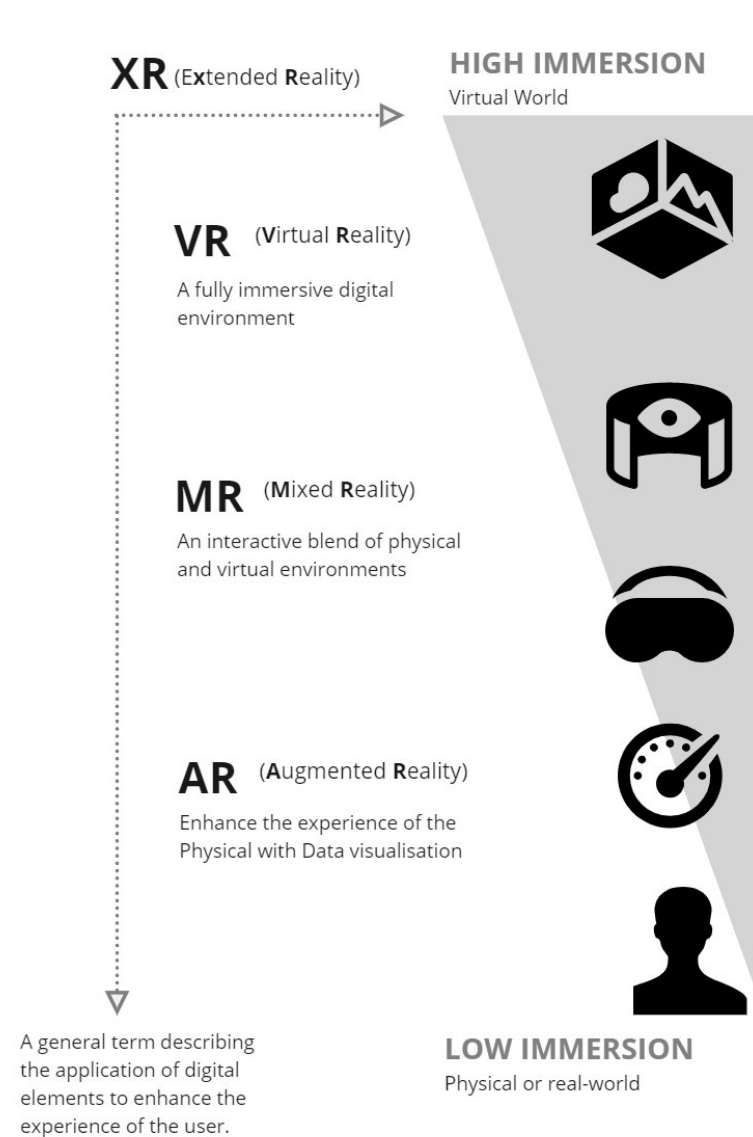 XR (Extended Reality)
HIGH IMMERSION
Virtual World
VR (Virtual Reality)
A fully immersive digital
environment
MR (Mixed Reality)
An interactive blend of physical
and virtual environments
AR (Augmented Reality)
Enhance the experience of the
Physical with Data visualisation
A general term describing
the application of digital
elements to enhance the
experience of the user.
LOW IMMERSION
Physical or real-world